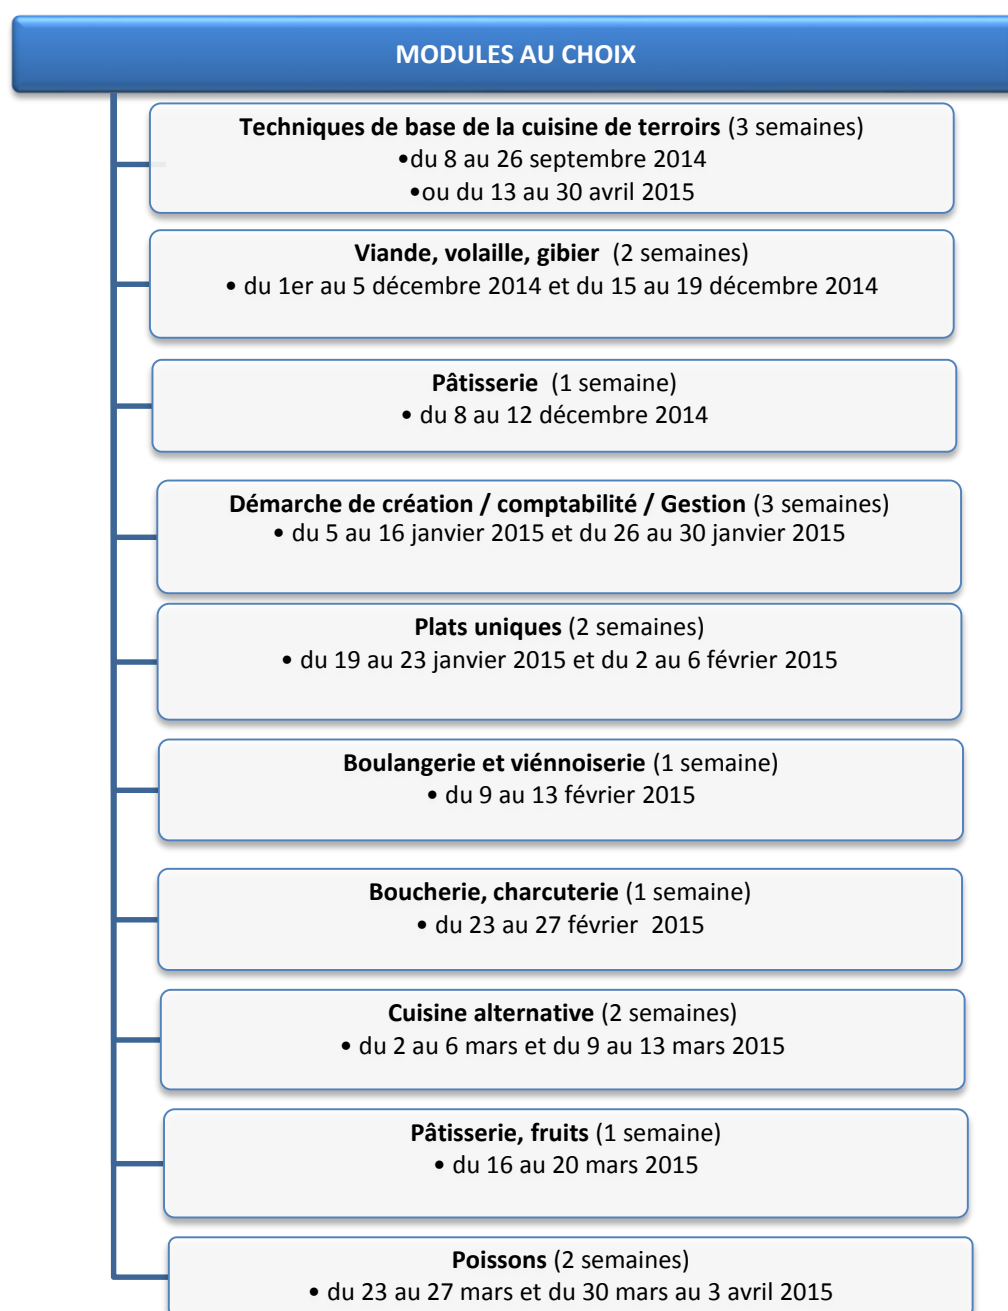 MODULES AU CHOIX
Techniques de base de la cuisine de terroirs (3 semaines)
•du 8 au 26 septembre 2014
•ou du 13 au 30 avril 2015
Viande, volaille, gibier (2 semaines)
• du 1er au 5 décembre 2014 et du 15 au 19 décembre 2014
Pâtisserie (1 semaine)
• du 8 au 12 décembre 2014
Démarche de création / comptabilité / Gestion (3 semaines)
• du 5 au 16 janvier 2015 et du 26 au 30 janvier 2015
Plats uniques (2 semaines)
• du 19 au 23 janvier 2015 et du 2 au 6 février 2015
Boulangerie et viénnoiserie (1 semaine)
• du 9 au 13 février 2015
Boucherie, charcuterie (1 semaine)
• du 23 au 27 février 2015
Cuisine alternative (2 semaines)
• du 2 au 6 mars et du 9 au 13 mars 2015
Pâtisserie, fruits (1 semaine)
• du 16 au 20 mars 2015
Poissons (2 semaines)
• du 23 au 27 mars et du 30 mars au 3 avril 2015